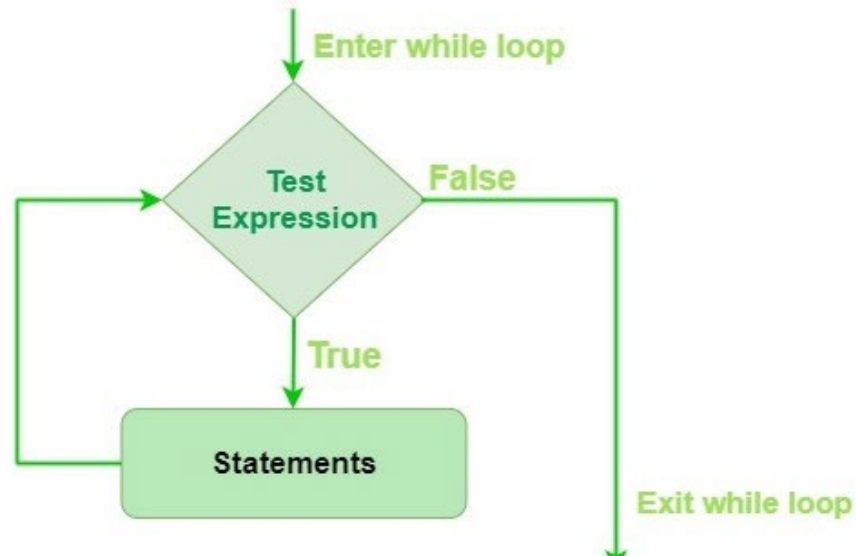 Enter while loop
Test
Expression
False
True
Statements
Exit while loop